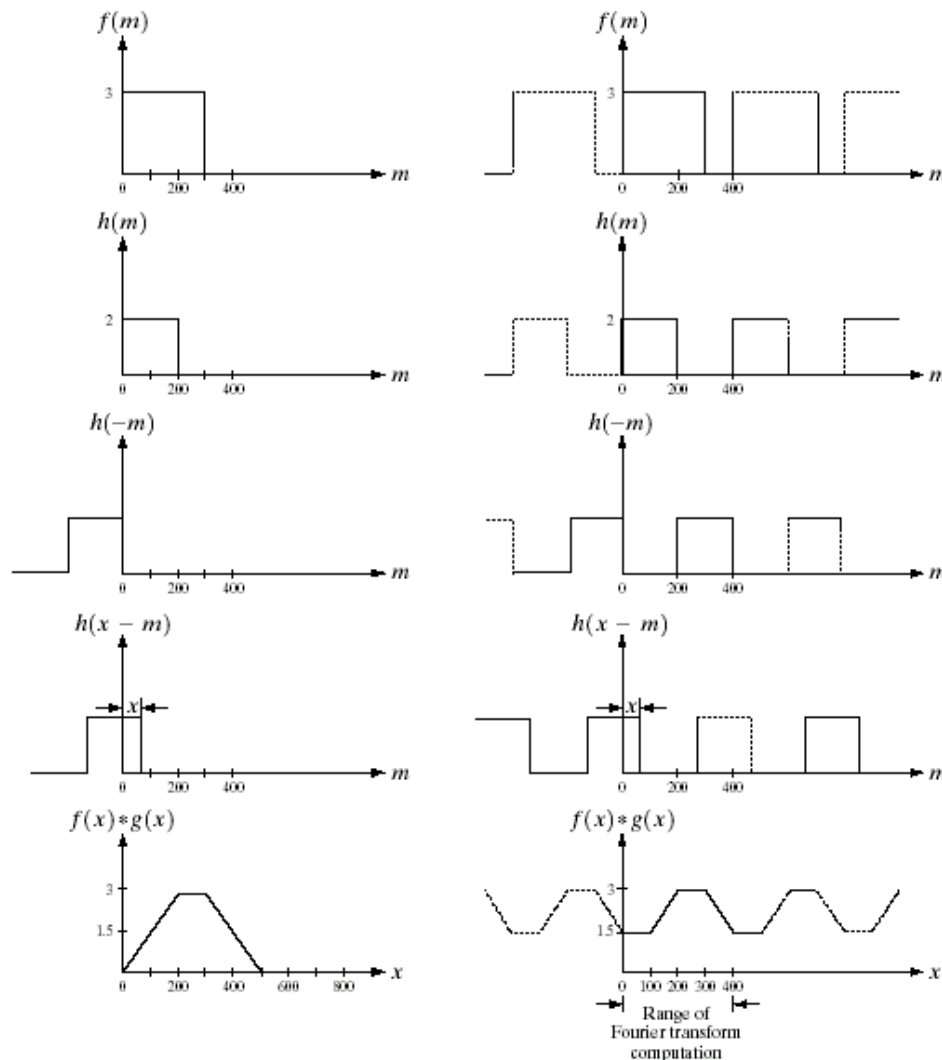 f(m) f(m)
3 3
0 200 400 m 0 200 400 m
h(m) h(m)
2 2
0 200 400 m 0 200 400 m
h(−m) h(−m)
0 200 400 m 0 200 400 m
h(x − m) h(x − m)
x x
0 200 400 m 0 200 400 m
f(x)*g(x) f(x)*g(x)
3 3
1.5 1.5
0 200 400 600 800 x 0 100 200 300 400 x
Range of
Fourier transform
computation